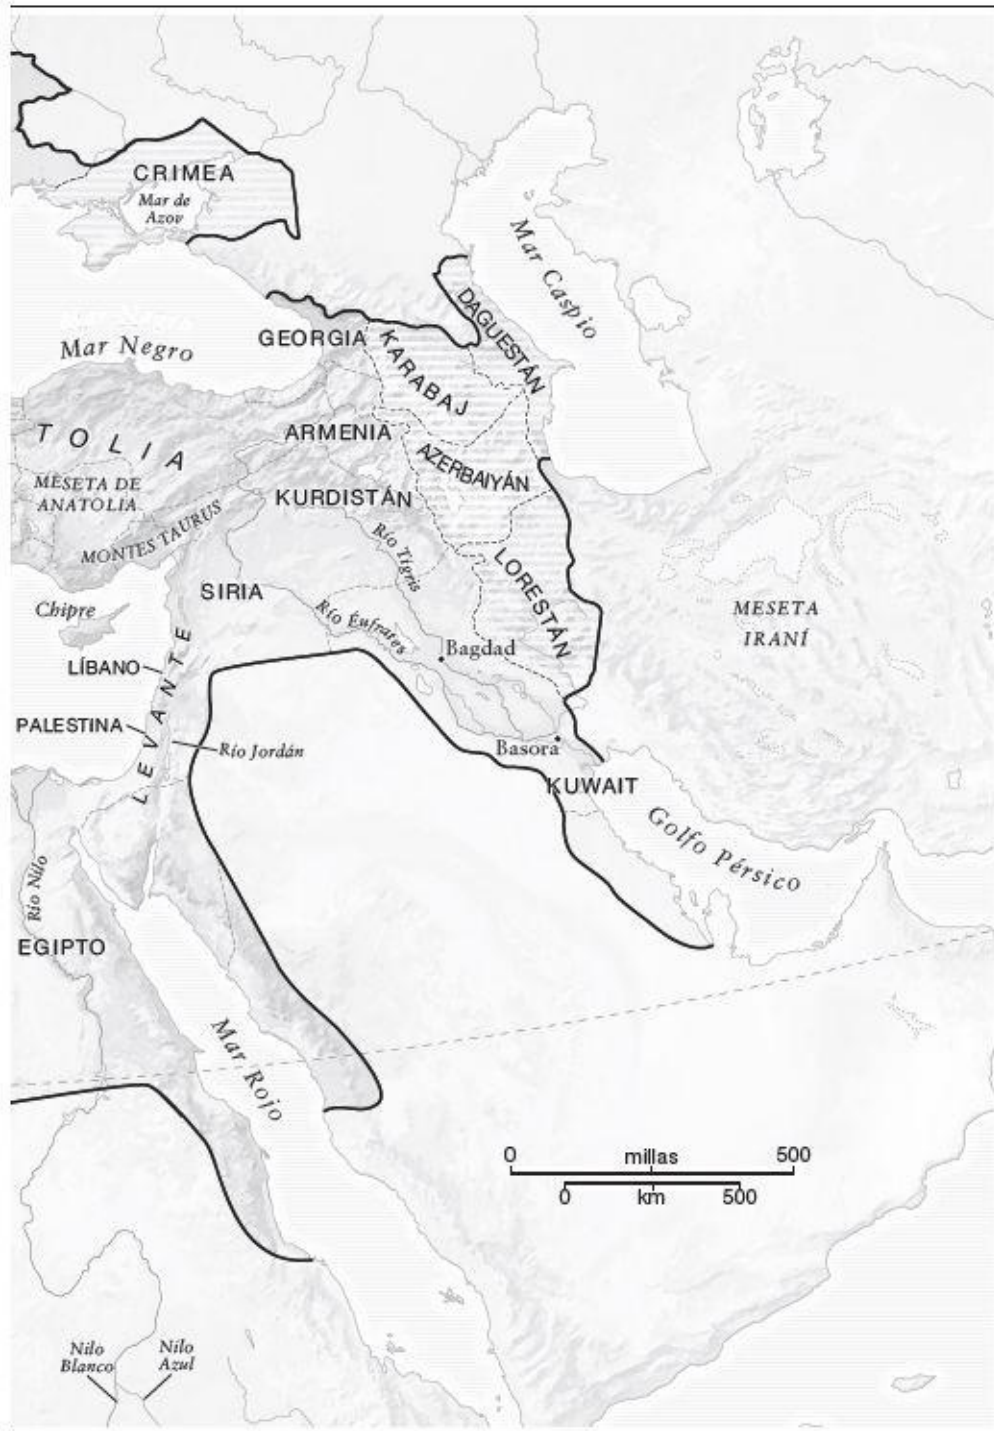 CRIMEA
Mar de
Azov
Mar Caspio
DAGUESTÁN
GEORGIA
KARABAJ
Mar Negro
TOLIA
ARMENIA
AZERBAIYÁN
MESETA DE
ANATOLIA
KURDISTÁN
MONTES TAURUS
Río Tigris
LORESTÁN
SIRIA
Chipre
Río Éufrates
MESETA
IRANÍ
Bagdad
LÍBANO
LEVANTE
PALESTINA
Río Jordán
Basora
KUWAIT
Golfo Pérsico
Río Nilo
EGIPTO
Mar Rojo
0 millas 500
0 km 500
Nilo
Blanco
Nilo
Azul